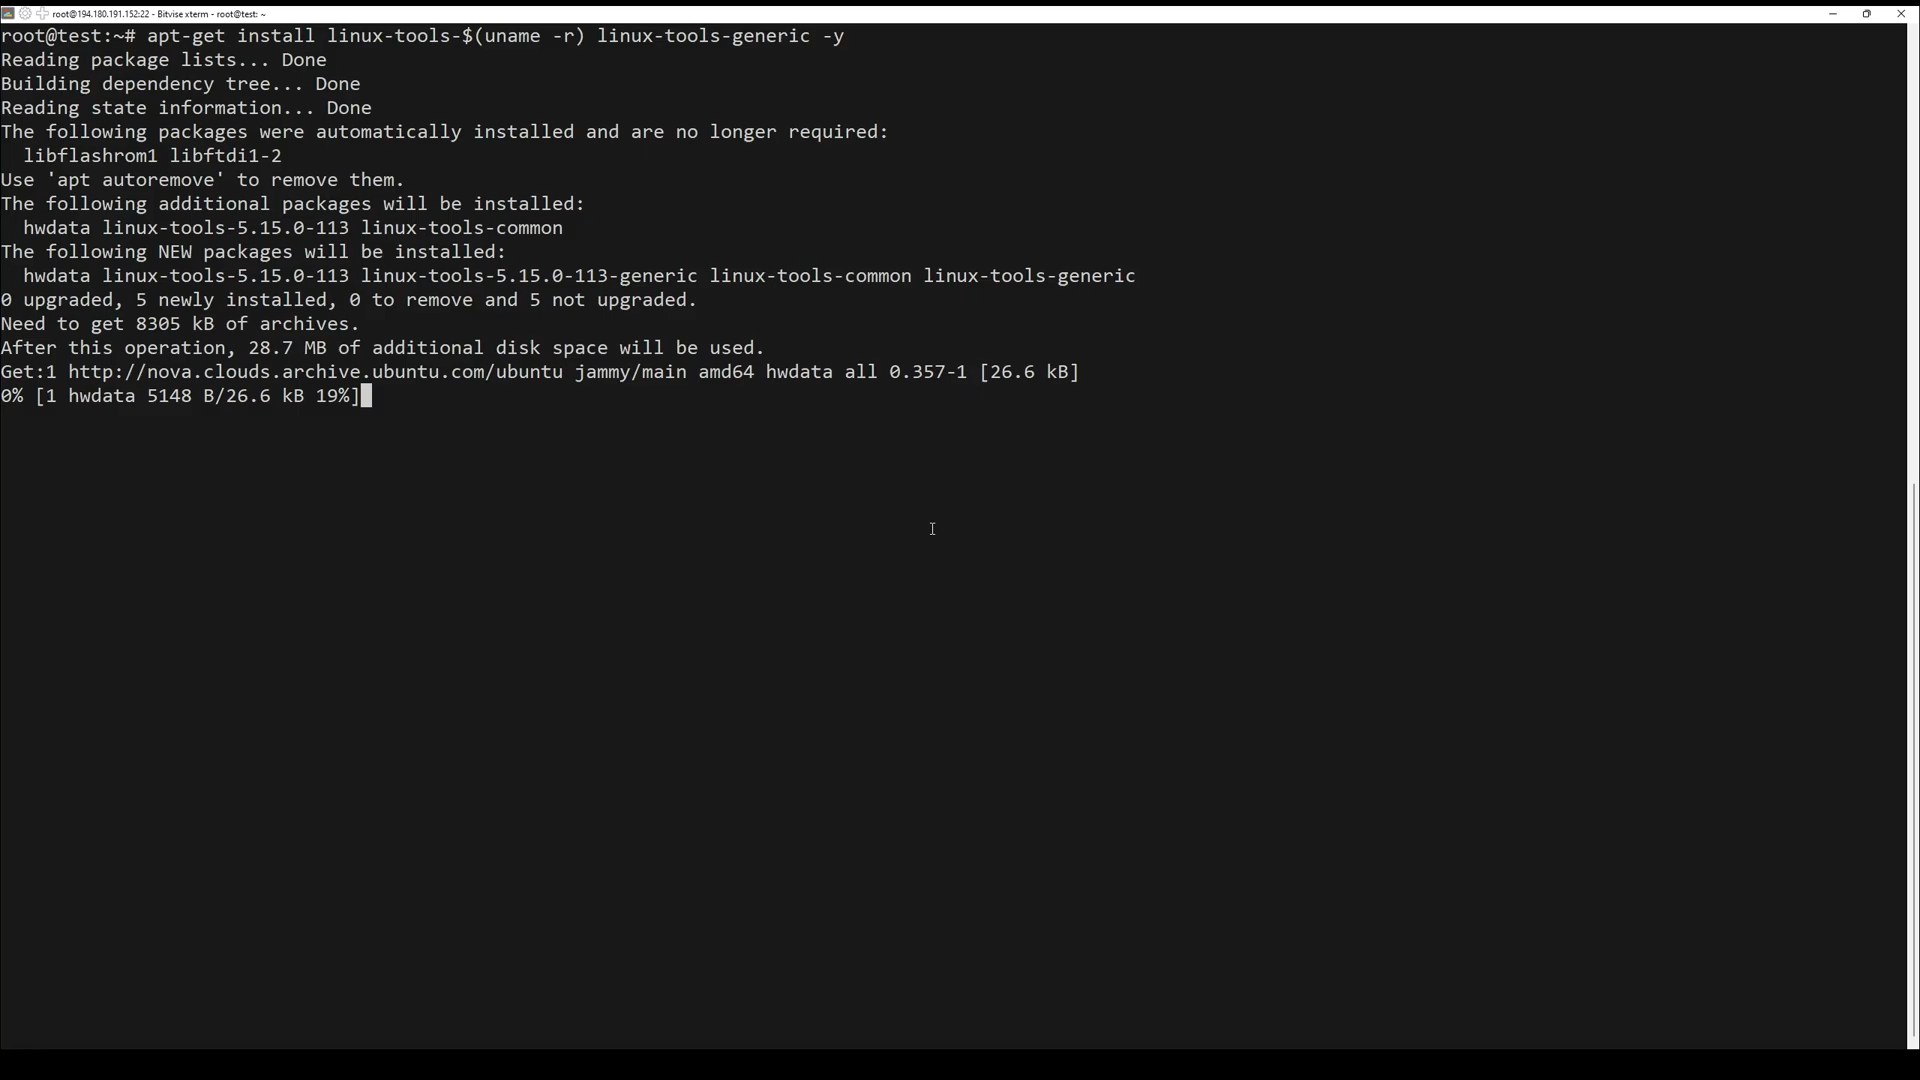 root@194.180.191.152:22 - Bitvise xterm - root@test: ~
root@test:~# apt-get install linux-tools-$(uname -r) linux-tools-generic -y
Reading package lists... Done
Building dependency tree... Done
Reading state information... Done
The following packages were automatically installed and are no longer required:
  libflashrom1 libftdi1-2
Use 'apt autoremove' to remove them.
The following additional packages will be installed:
  hwdata linux-tools-5.15.0-113 linux-tools-common
The following NEW packages will be installed:
  hwdata linux-tools-5.15.0-113 linux-tools-5.15.0-113-generic linux-tools-common linux-tools-generic
0 upgraded, 5 newly installed, 0 to remove and 5 not upgraded.
Need to get 8305 kB of archives.
After this operation, 28.7 MB of additional disk space will be used.
Get:1 http://nova.clouds.archive.ubuntu.com/ubuntu jammy/main amd64 hwdata all 0.357-1 [26.6 kB]
0% [1 hwdata 5148 B/26.6 kB 19%]